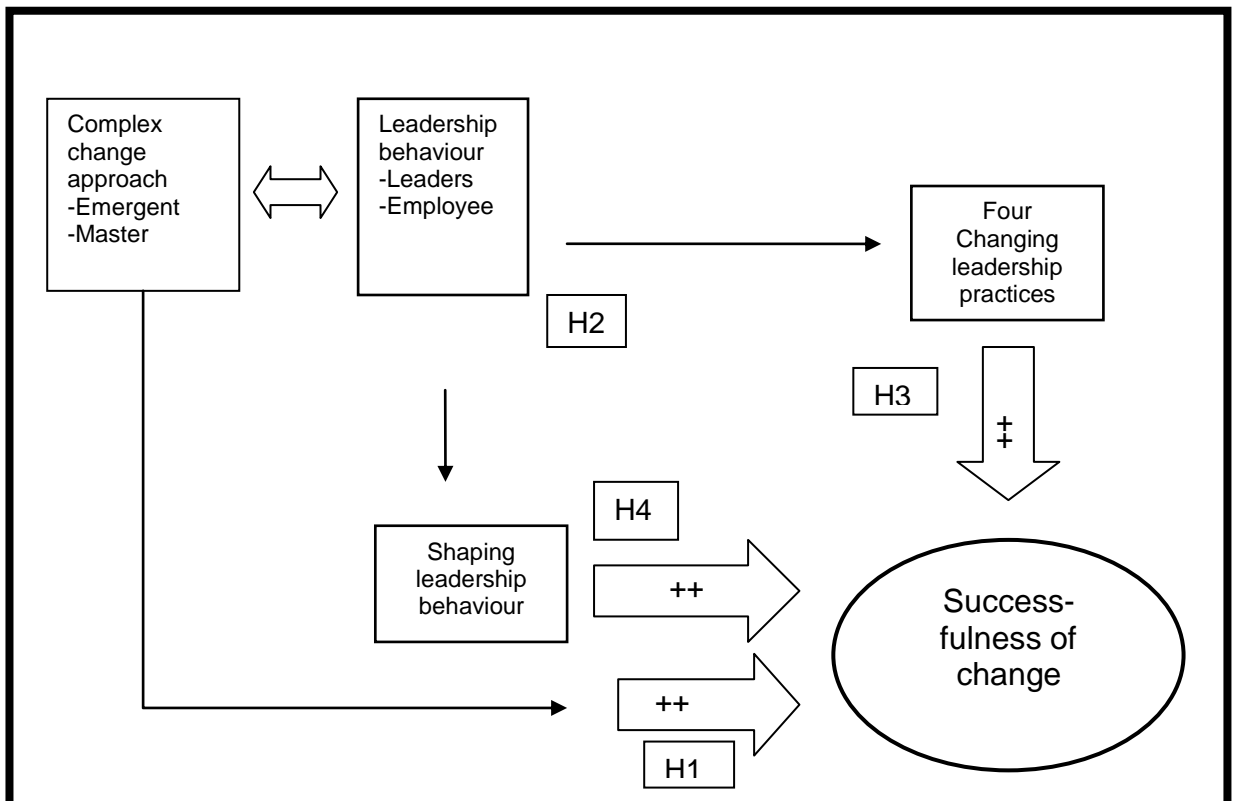 Complex
change
approach
-Emergent
-Master
Leadership
behaviour
-Leaders
-Employee
Four
Changing
leadership
practices
H2
H3
++
H4
Shaping
leadership
behaviour
++
Success-
fulness of
change
++
H1